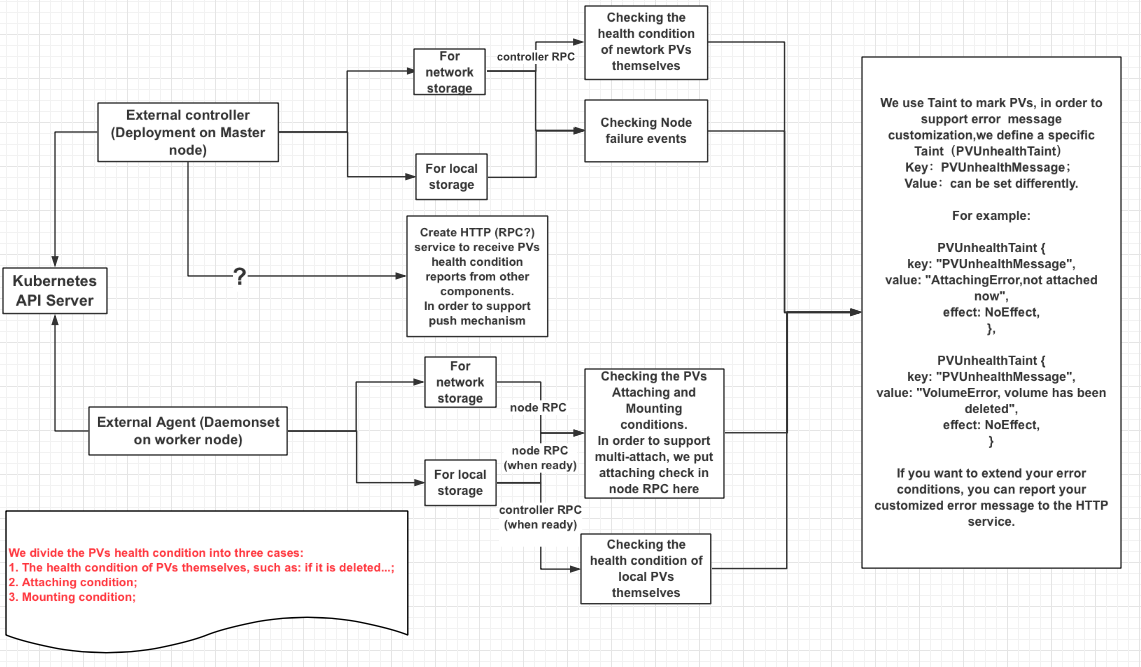 External controller
(Deployment on Master
node)
Kubernetes
API Server
External Agent (Daemonset
on worker node)
For
network
storage
For local
storage
controller RPC
Checking the
health condition
of newtork PVs
themselves
Checking Node
failure events
?
Create HTTP (RPC?)
service to receive PVs
health condition
reports from other
components.
In order to support
push mechanism
For
network
storage
For local
storage
node RPC
node RPC
(when ready)
controller RPC
(when ready)
Checking the PVs
Attaching and
Mounting
conditions.
In order to support
multi-attach, we put
attaching check in
node RPC here
Checking the
health condition of
local PVs
themselves
We use Taint to mark PVs, in order to
support error message
customization,we define a specific
Taint（PVUnhealthTaint）
Key：PVUnhealthMessage；
Value：can be set differently.
For example:
PVUnhealthTaint {
key: "PVUnhealthMessage",
value: "AttachingError,not attached
now",
effect: NoEffect,
},
PVUnhealthTaint {
key: "PVUnhealthMessage",
value: "VolumeError, volume has been
deleted",
effect: NoEffect,
}
If you want to extend your error
conditions, you can report your
customized error message to the HTTP
service.
We divide the PVs health condition into three cases:
1. The health condition of PVs themselves, such as: if it is deleted...;
2. Attaching condition;
3. Mounting condition;